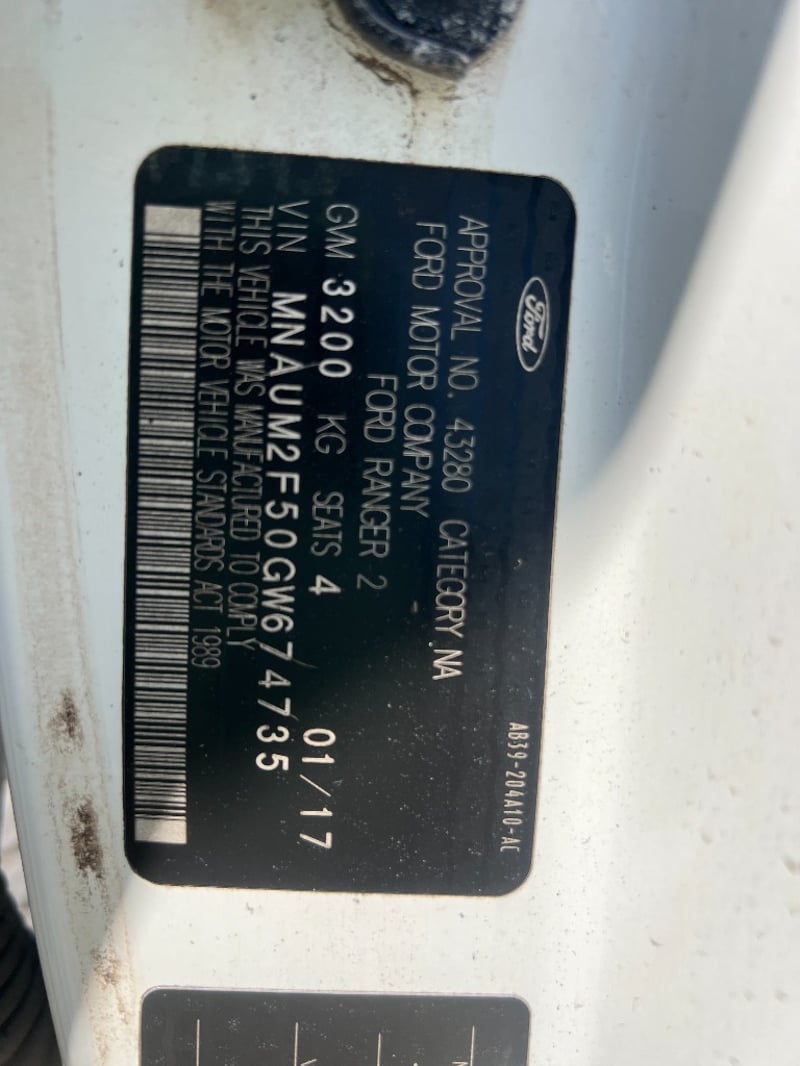 Ford
AB39-204A10-AC
APPROVAL NO. 43280 CATEGORY NA
FORD MOTOR COMPANY
FORD RANGER 2
01/17
GVM 3200 KG SEATS 4
VIN MNAUM2F50GW674735
THIS VEHICLE WAS MANUFACTURED TO COMPLY
WITH THE MOTOR VEHICLE STANDARDS ACT 1989